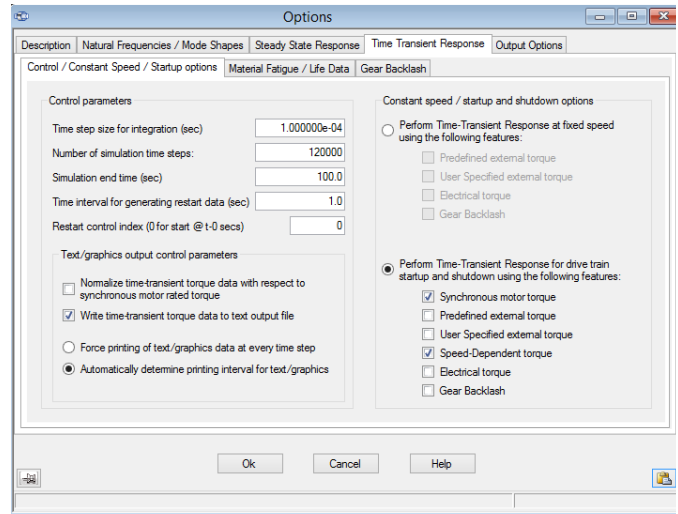 Options
Description Natural Frequencies / Mode Shapes Steady State Response Time Transient Response Output Options
Control / Constant Speed / Startup options Material Fatigue / Life Data Gear Backlash
Control parameters
Time step size for integration (sec) 1.000000e-04
Number of simulation time steps: 120000
Simulation end time (sec) 100.0
Time interval for generating restart data (sec) 1.0
Restart control index (0 for start @ t-0 secs) 0
Text/graphics output control parameters
Normalize time-transient torque data with respect to
synchronous motor rated torque
Write time-transient torque data to text output file
Force printing of text/graphics data at every time step
Automatically determine printing interval for text/graphics
Constant speed / startup and shutdown options
Perform Time-Transient Response at fixed speed
using the following features:
Predefined external torque
User Specified external torque
Electrical torque
Gear Backlash
Perform Time-Transient Response for drive train
startup and shutdown using the following features:
Synchronous motor torque
Predefined external torque
User Specified external torque
Speed-Dependent torque
Electrical torque
Gear Backlash
Ok Cancel Help